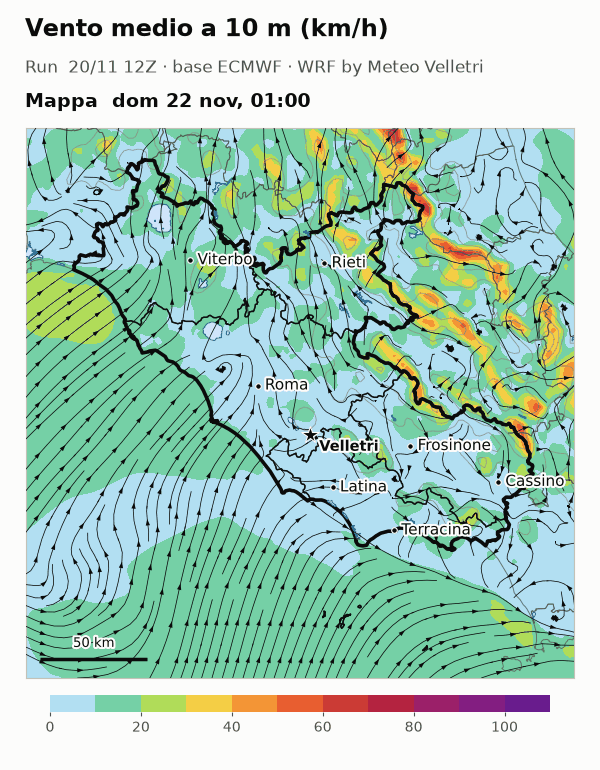 Vento medio a 10 m (km/h)
Run  20/11 12Z · base ECMWF · WRF by Meteo Velletri
Mappa  dom 22 nov, 01:00
Viterbo
Rieti
Roma
Velletri
Frosinone
Cassino
Latina
Terracina
50 km
0 20 40 60 80 100